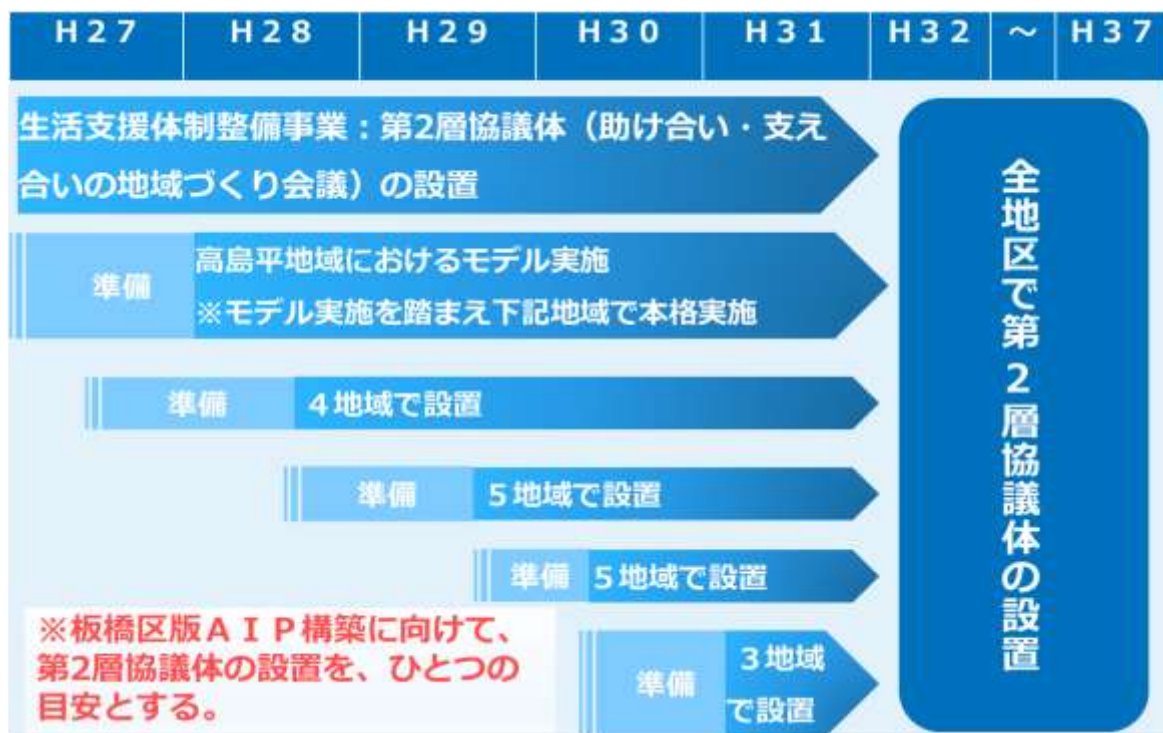 H27 H28 H29 H30 H31 H32 ～ H37
生活支援体制整備事業：第2層協議体（助け合い・支え
合いの地域づくり会議）の設置
準備
高島平地域におけるモデル実施
※モデル実施を踏まえ下記地域で本格実施
準備 ４地域で設置
準備 ５地域で設置
準備 ５地域で設置
準備
３地域
で設置
全地区で第２層協議体の設置
※板橋区版ＡＩＰ構築に向けて、
第2層協議体の設置を、ひとつの
目安とする。